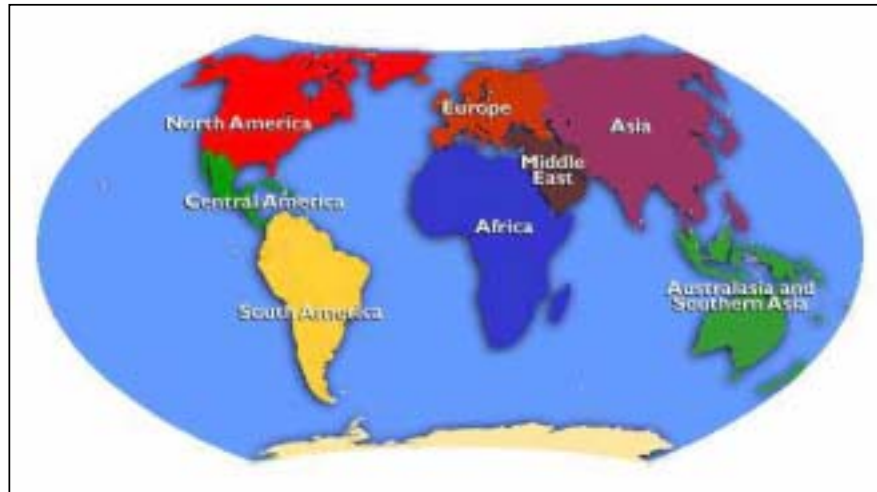 North America
Europe
Asia
Middle
East
Central America
Africa
South America
Australasia and
Southern Asia